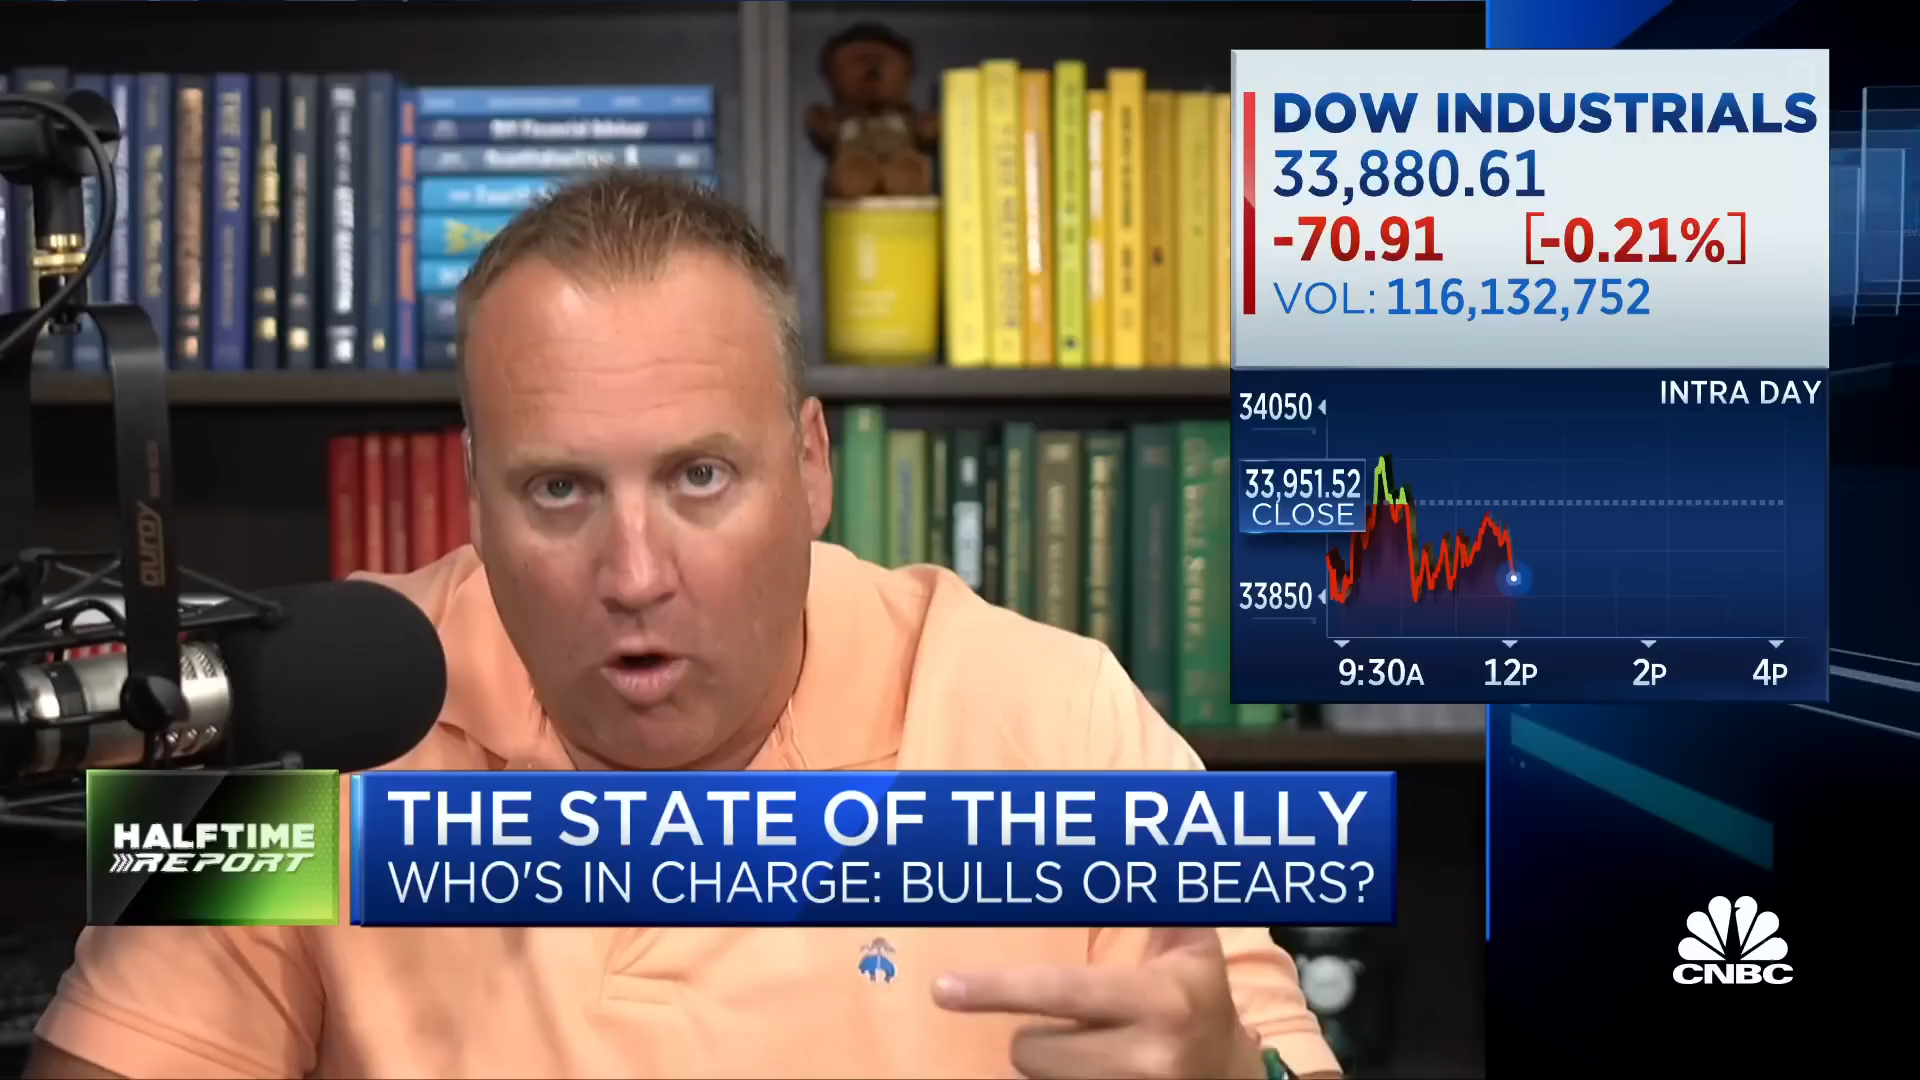 DOW INDUSTRIALS
33,880.61
-70.91 [-0.21%]
VOL: 116,132,752
INTRA DAY
34050
33,951.52
CLOSE
33850
9:30A 12P 2P 4P
auray
HALFTIME
REPORT
THE STATE OF THE RALLY
WHO'S IN CHARGE: BULLS OR BEARS?
CNBC